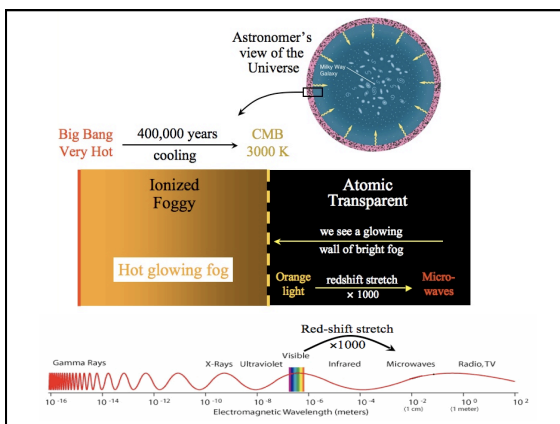 Astronomer's
view of the
Universe
Milky Way
Galaxy
Big Bang
Very Hot
400,000 years
cooling
CMB
3000 K
Ionized
Foggy
Atomic
Transparent
we see a glowing
wall of bright fog
Hot glowing fog
Orange
light
redshift stretch
× 1000
Micro-
waves
Red-shift stretch
×1000
Visible
Gamma Rays
X-Rays
Ultraviolet
Infrared
Microwaves
Radio, TV
10⁻¹⁶
10⁻¹⁴
10⁻¹²
10⁻¹⁰
10⁻⁸
10⁻⁶
10⁻⁴
10⁻²
10⁰
10²
(1 cm)
(1 meter)
Electromagnetic Wavelength (meters)